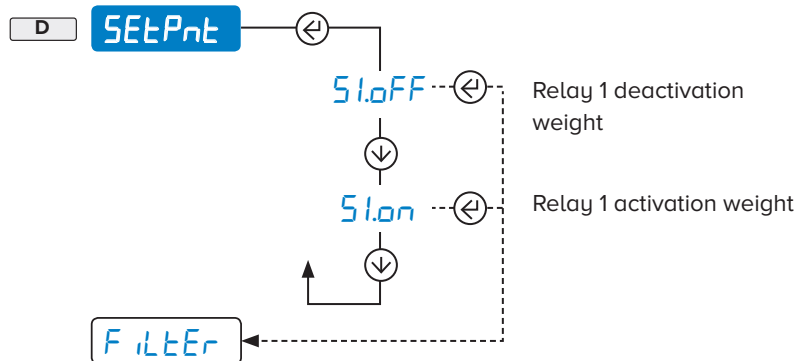 D
SEtPnt
S1.oFF
Relay 1 deactivation
weight
S1.on
Relay 1 activation weight
FiLtEr